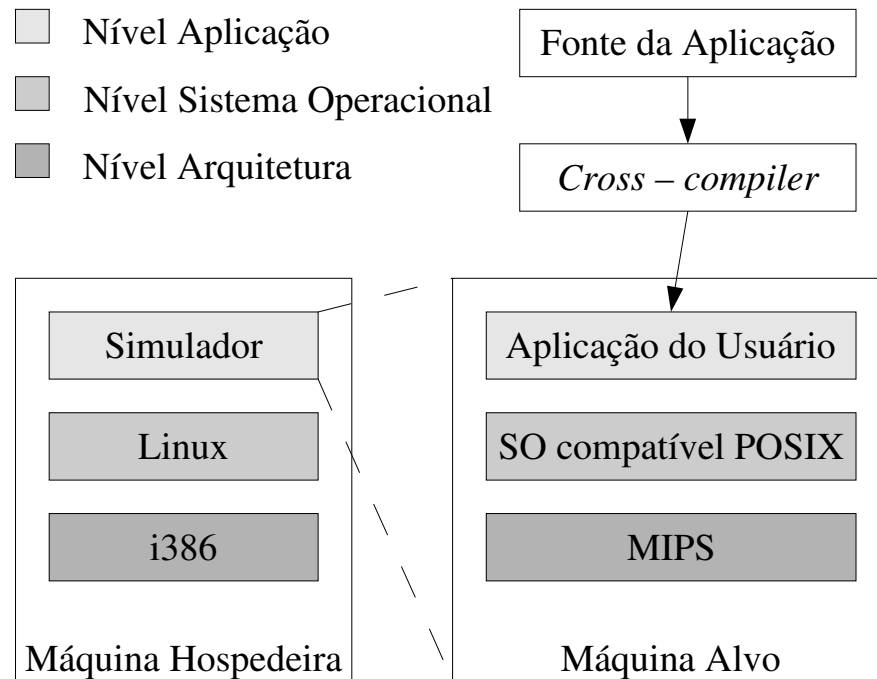 Nível Aplicação
Nível Sistema Operacional
Nível Arquitetura
Fonte da Aplicação
Cross – compiler
Simulador
Linux
i386
Máquina Hospedeira
Aplicação do Usuário
SO compatível POSIX
MIPS
Máquina Alvo